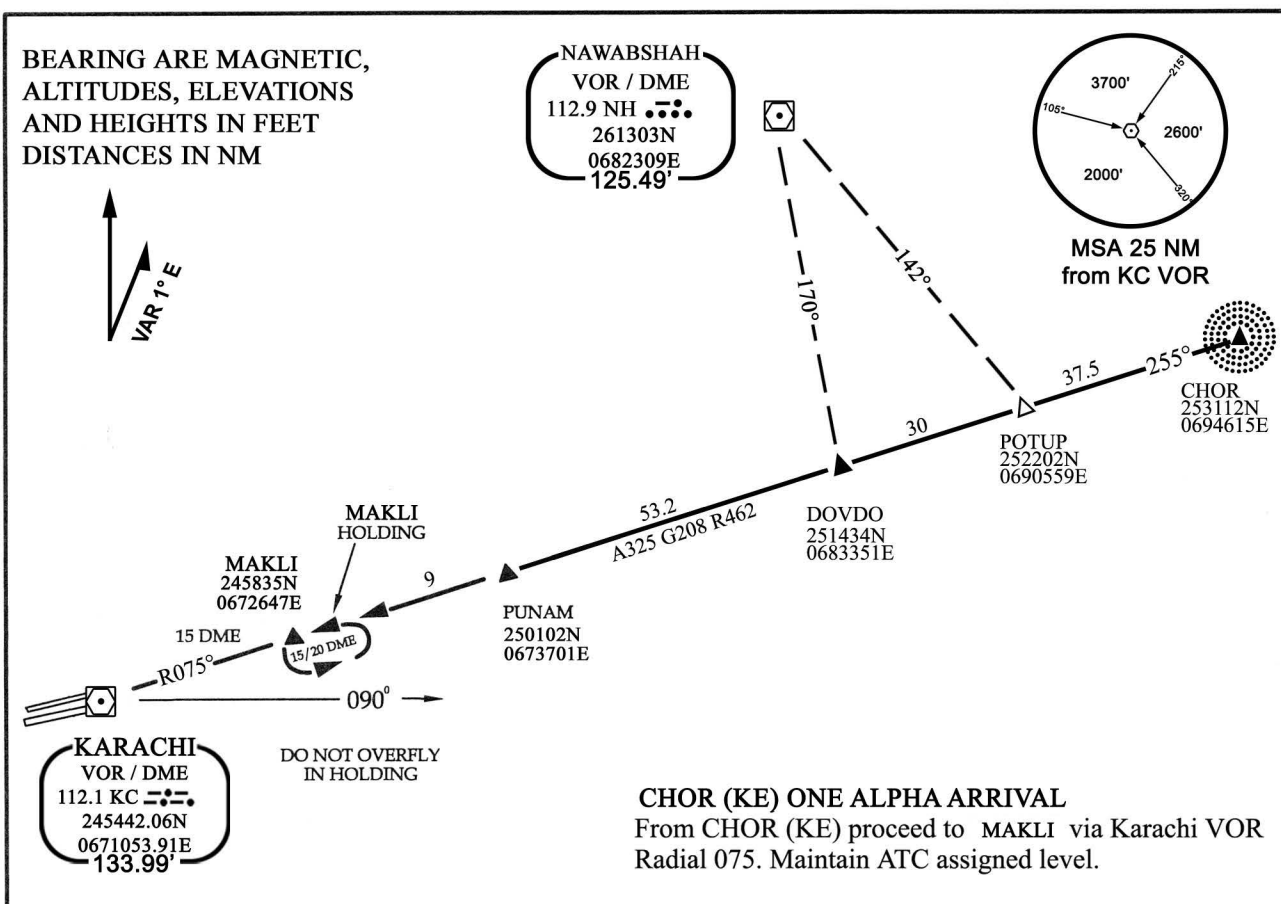 BEARING ARE MAGNETIC,
ALTITUDES, ELEVATIONS
AND HEIGHTS IN FEET
DISTANCES IN NM
VAR 1° E
NAWABSHAH
VOR / DME
112.9 NH
261303N
0682309E
125.49'
3700'
215°
105°
2600'
2000'
320°
MSA 25 NM
from KC VOR
170°
142°
37.5
255°
CHOR
253112N
0694615E
30
POTUP
252202N
0690559E
53.2
A325 G208 R462
DOVDO
251434N
0683351E
MAKLI
HOLDING
MAKLI
245835N
0672647E
9
PUNAM
250102N
0673701E
15 DME
15/20 DME
R075°
090°
DO NOT OVERFLY
IN HOLDING
KARACHI
VOR / DME
112.1 KC
245442.06N
0671053.91E
133.99'
CHOR (KE) ONE ALPHA ARRIVAL
From CHOR (KE) proceed to MAKLI via Karachi VOR
Radial 075. Maintain ATC assigned level.